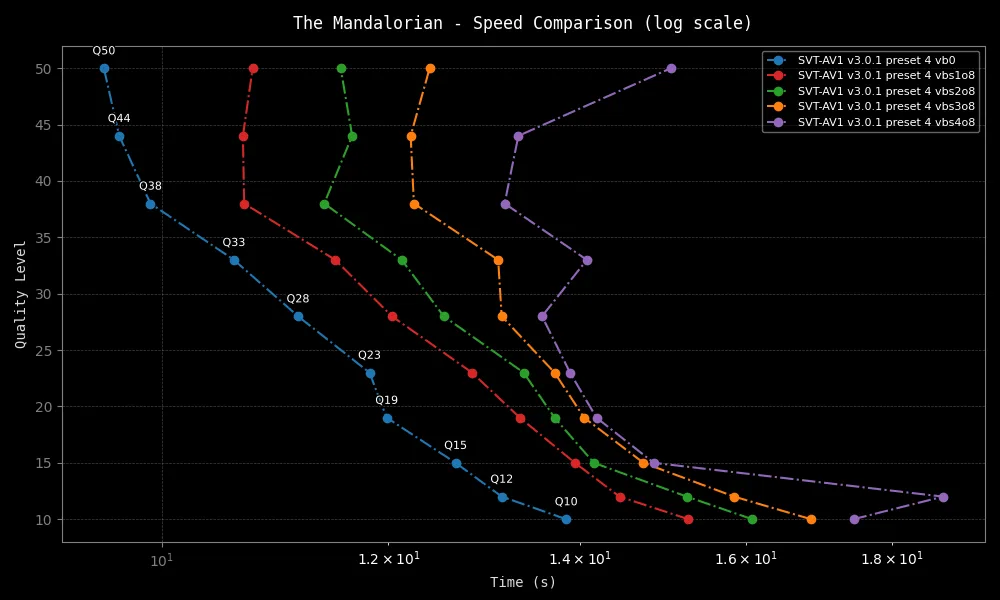 The Mandalorian - Speed Comparison (log scale)
SVT-AV1 v3.0.1 preset 4 vb0
SVT-AV1 v3.0.1 preset 4 vbs1o8
SVT-AV1 v3.0.1 preset 4 vbs2o8
SVT-AV1 v3.0.1 preset 4 vbs3o8
SVT-AV1 v3.0.1 preset 4 vbs4o8
Quality Level
50
45
40
35
30
25
20
15
10
Q50
Q44
Q38
Q33
Q28
Q23
Q19
Q15
Q12
Q10
10¹
1.2 × 10¹
1.4 × 10¹
1.6 × 10¹
1.8 × 10¹
Time (s)